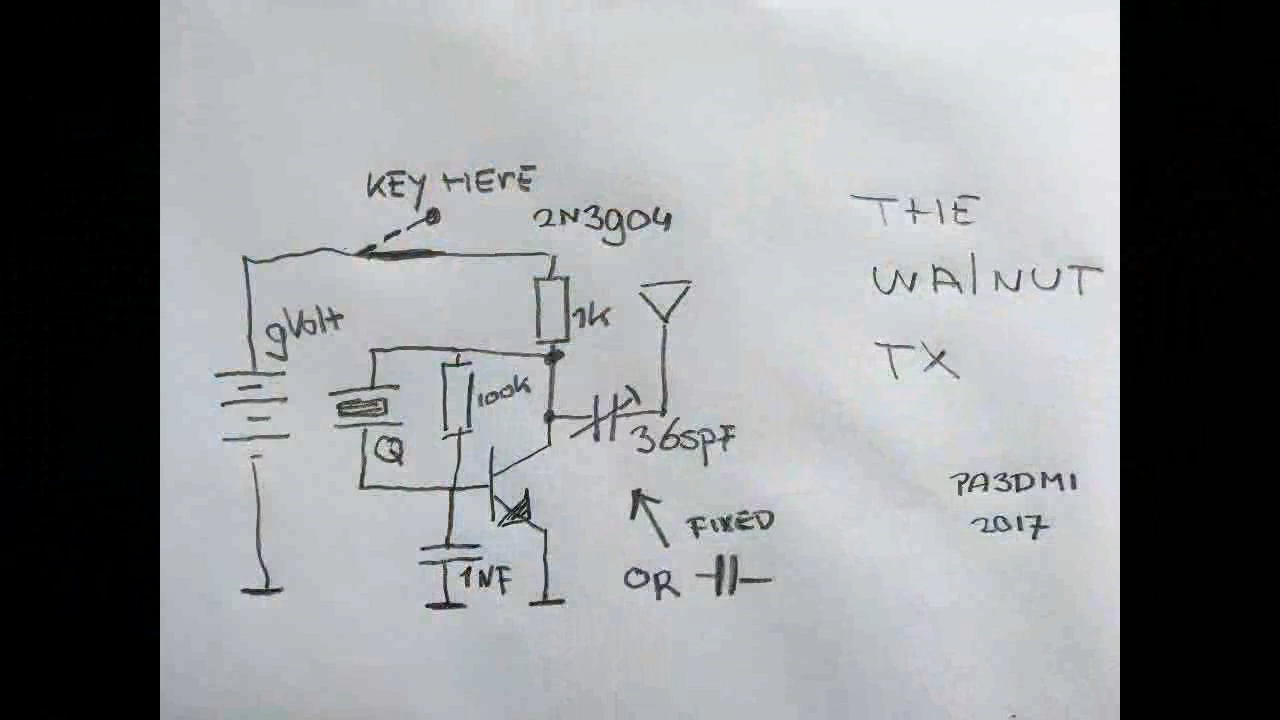 KEY HERE
2N3904
9Volt
1K
100K
Q
365PF
1NF
FIXED
OR
THE
WALNUT
TX
PA3DMI
2017